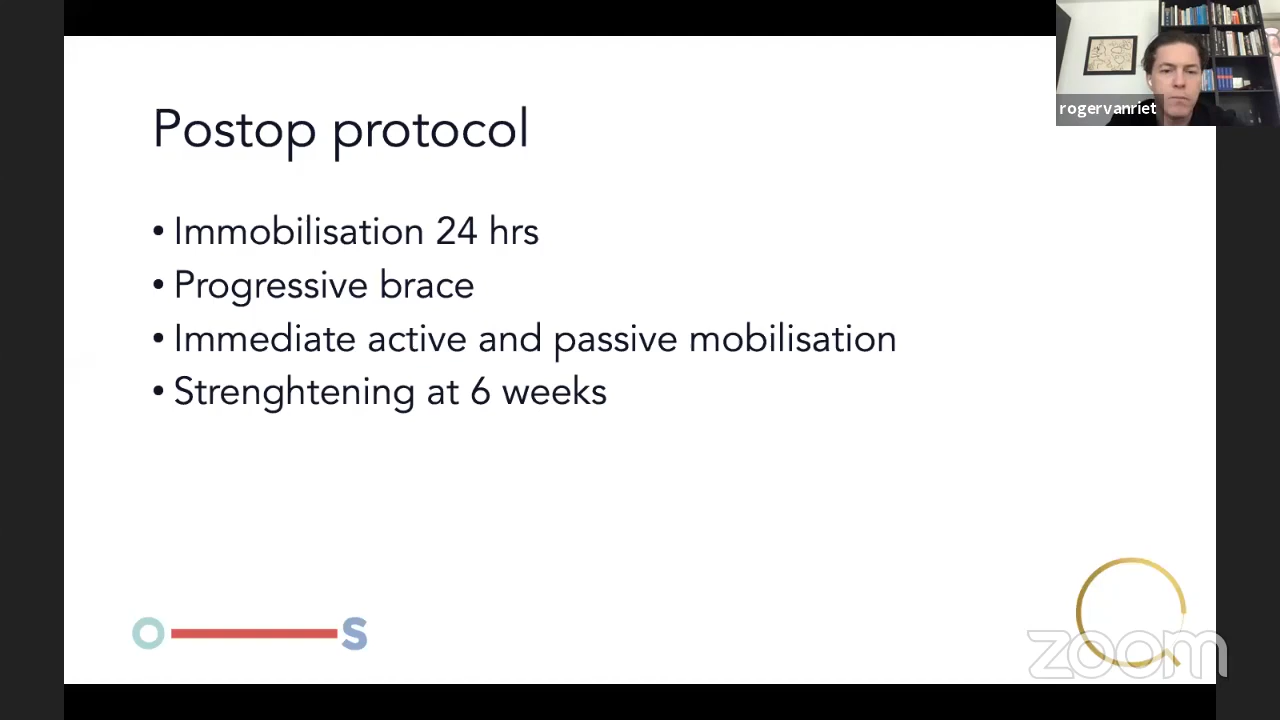 rogervanriet
Postop protocol
• Immobilisation 24 hrs
• Progressive brace
• Immediate active and passive mobilisation
• Strenghtening at 6 weeks
O S
zoom